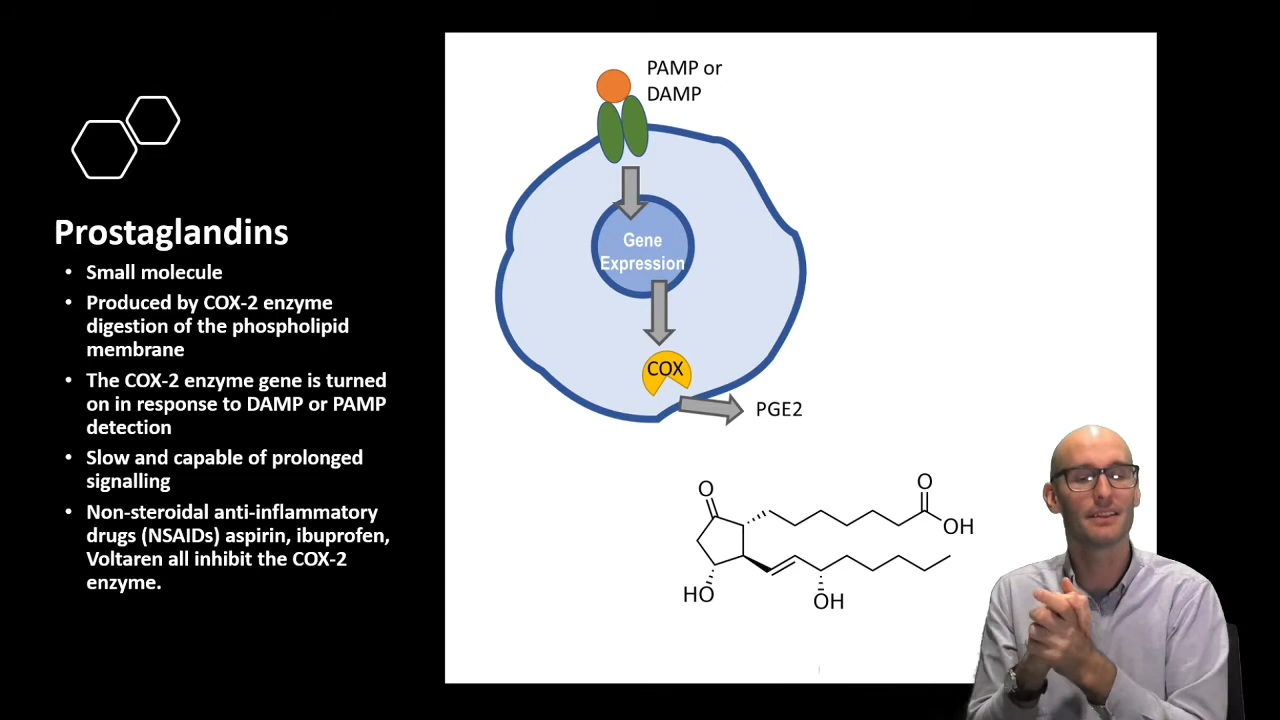 Prostaglandins
• Small molecule
• Produced by COX-2 enzyme
digestion of the phospholipid
membrane
• The COX-2 enzyme gene is turned
on in response to DAMP or PAMP
detection
• Slow and capable of prolonged
signalling
• Non-steroidal anti-inflammatory
drugs (NSAIDs) aspirin, ibuprofen,
Voltaren all inhibit the COX-2
enzyme.
PAMP or
DAMP
Gene
Expression
COX
PGE2
O
O
OH
HO
OH